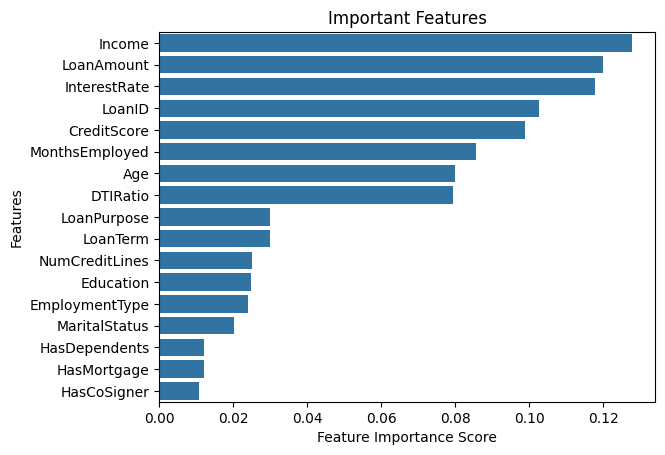 Important Features
Features
Income
LoanAmount
InterestRate
LoanID
CreditScore
MonthsEmployed
Age
DTIRatio
LoanPurpose
LoanTerm
NumCreditLines
Education
EmploymentType
MaritalStatus
HasDependents
HasMortgage
HasCoSigner
0.00 0.02 0.04 0.06 0.08 0.10 0.12
Feature Importance Score